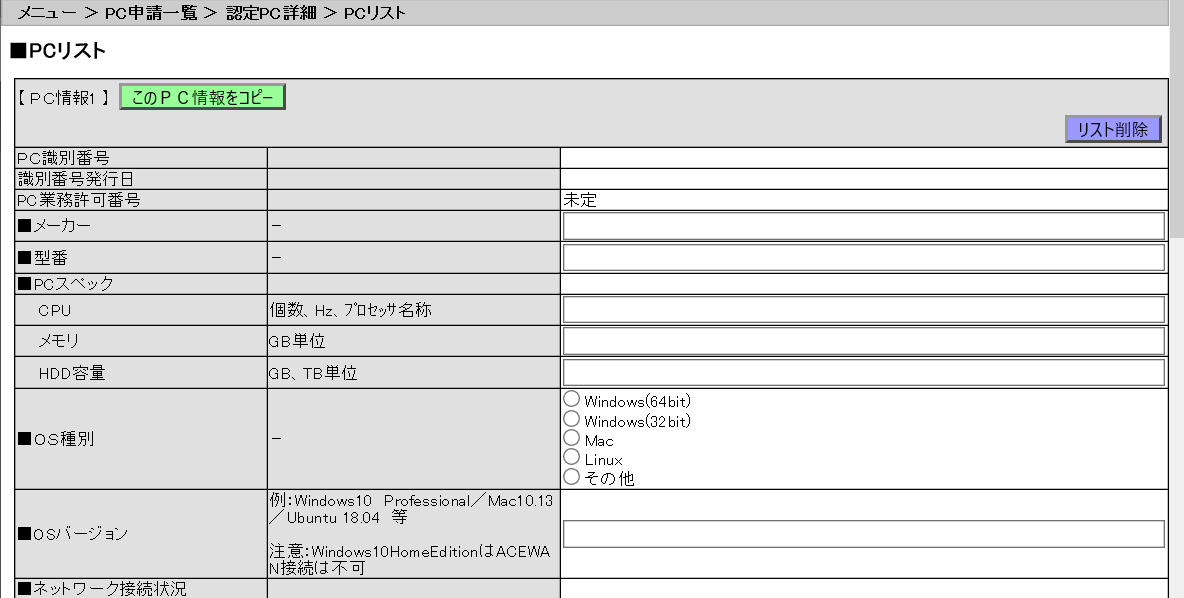 メニュー ＞ PC申請一覧 ＞ 認定PC詳細 ＞ PCリスト
■PCリスト
【 ＰＣ情報1 】 このＰＣ情報をコピー
リスト削除
PC識別番号
識別番号発行日
PC業務許可番号 未定
■メーカー －
■型番 －
■PCスペック
CPU 個数、Hz、ﾌﾟﾛｾｯｻ名称
メモリ GB単位
HDD容量 GB、TB単位
■OS種別 －
Windows(64bit)
Windows(32bit)
Mac
Linux
その他
■OSバージョン
例：Windows10　Professional／Mac10.13
／Ubuntu 18.04　等
注意：Windows10HomeEditionはACEWA
N接続は不可
■ネットワーク接続状況